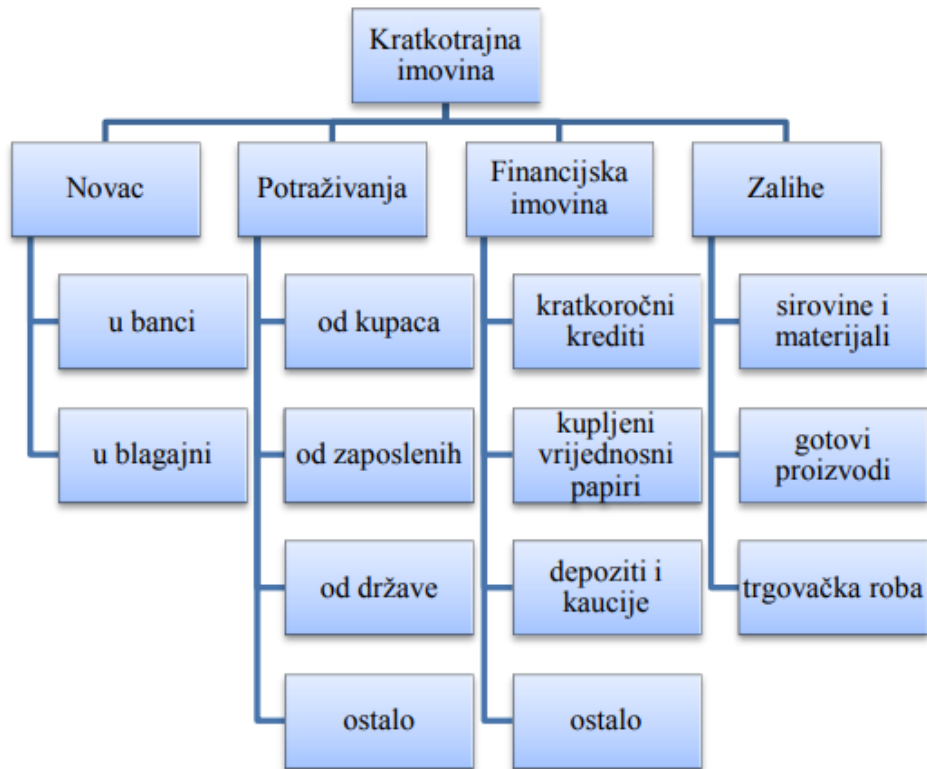 Kratkotrajna
imovina
Novac
u banci
u blagajni
Potraživanja
od kupaca
od zaposlenih
od države
ostalo
Financijska
imovina
kratkoročni
krediti
kupljeni
vrijednosni
papiri
depoziti i
kaucije
ostalo
Zalihe
sirovine i
materijali
gotovi
proizvodi
trgovačka roba